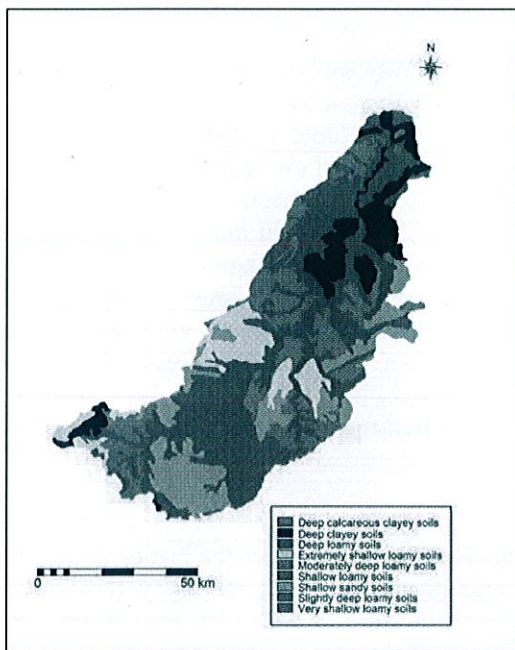 N
Deep calcareous clayey soils
Deep clayey soils
Deep loamy soils
Extremely shallow loamy soils
Moderately deep loamy soils
Shallow loamy soils
Shallow sandy soils
Slightly deep loamy soils
Very shallow loamy soils
0 50 km